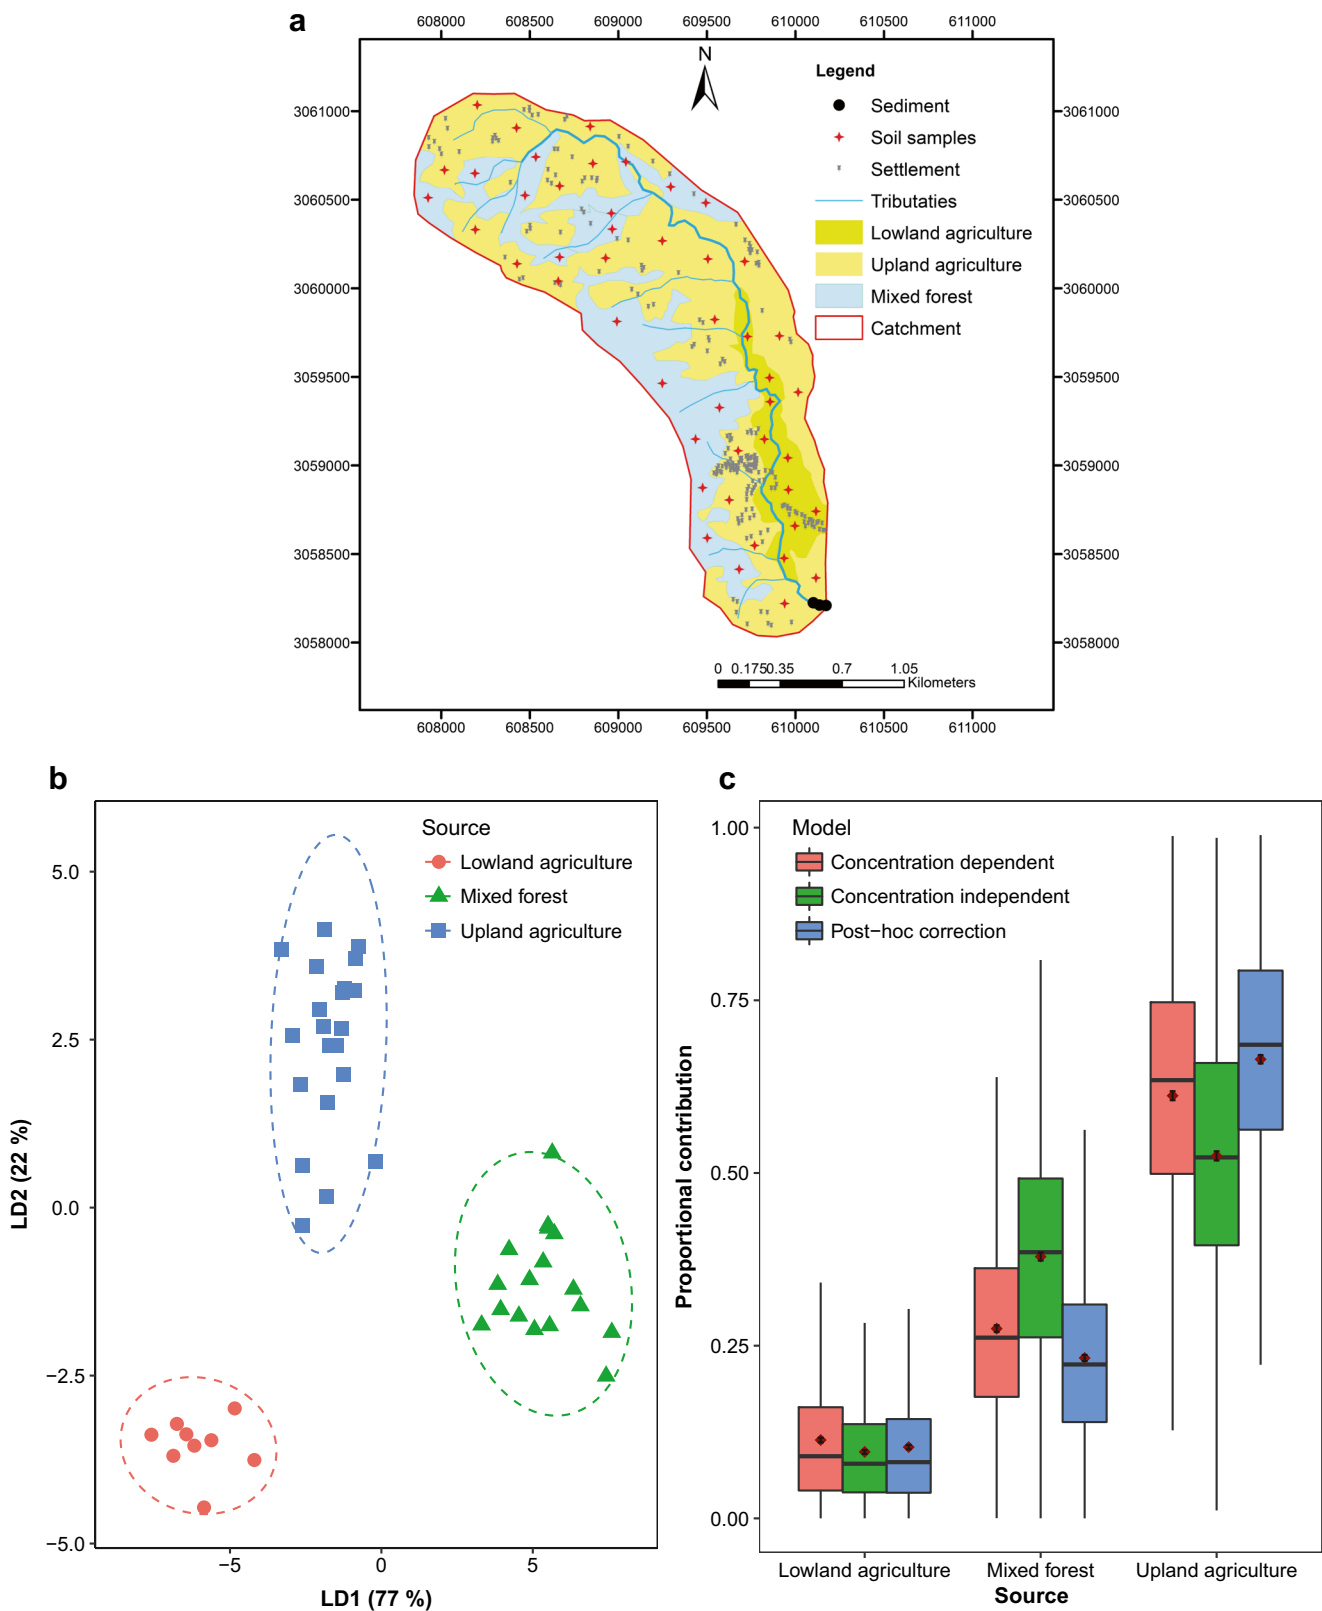 a
608000 608500 609000 609500 610000 610500 611000
N
Legend
Sediment
Soil samples
Settlement
Tributaties
Lowland agriculture
Upland agriculture
Mixed forest
Catchment
3061000 3061000
3060500 3060500
3060000 3060000
3059500 3059500
3059000 3059000
3058500 3058500
3058000 3058000
0 0.175 0.35 0.7 1.05
Kilometers
608000 608500 609000 609500 610000 610500 611000
b
Source
Lowland agriculture
Mixed forest
Upland agriculture
5.0
2.5
0.0
−2.5
−5.0
LD2 (22 %)
−5 0 5
LD1 (77 %)
c
Model
Concentration dependent
Concentration independent
Post−hoc correction
1.00
0.75
0.50
0.25
0.00
Proportional contribution
Lowland agriculture Mixed forest Upland agriculture
Source